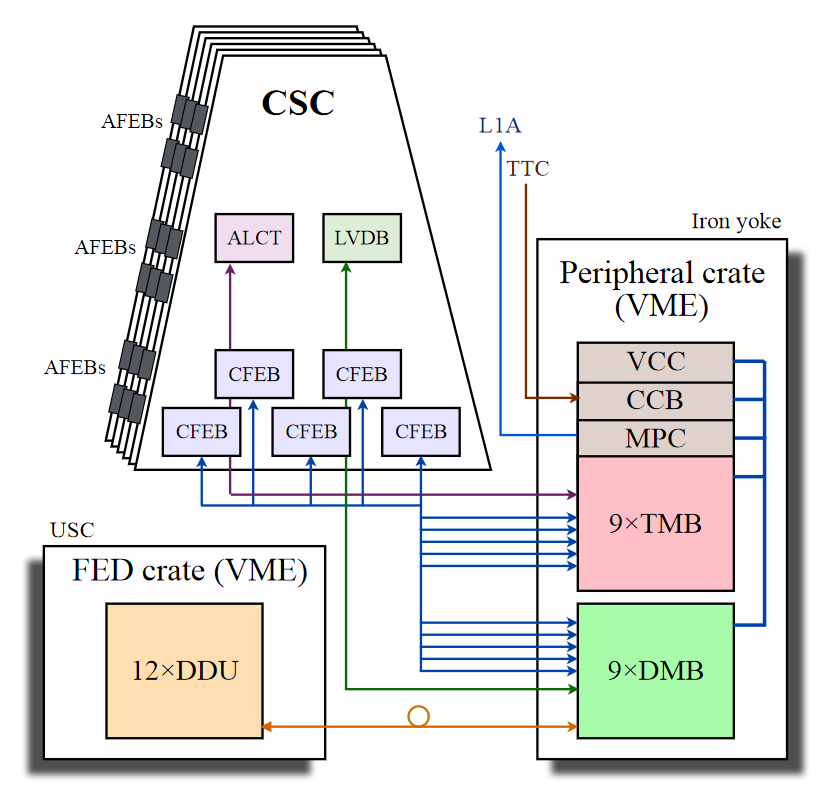 CSC
AFEBs
L1A
TTC
Iron yoke
ALCT
LVDB
AFEBs
Peripheral crate
(VME)
VCC
AFEBs
CFEB
CFEB
CCB
CFEB
CFEB
CFEB
MPC
9×TMB
USC
FED crate (VME)
12×DDU
9×DMB